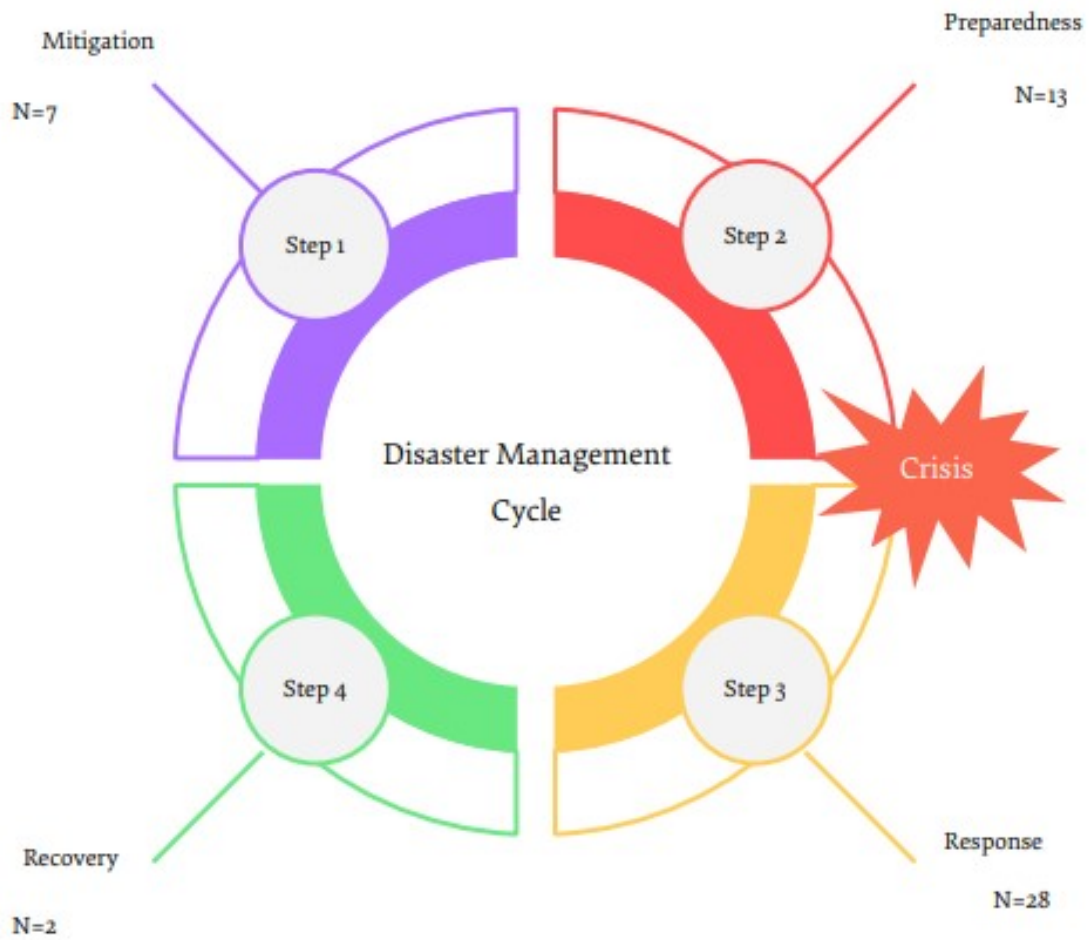 Mitigation
N=7
Preparedness
N=13
Step 1
Step 2
Disaster Management
Cycle
Crisis
Step 4
Step 3
Recovery
N=2
Response
N=28